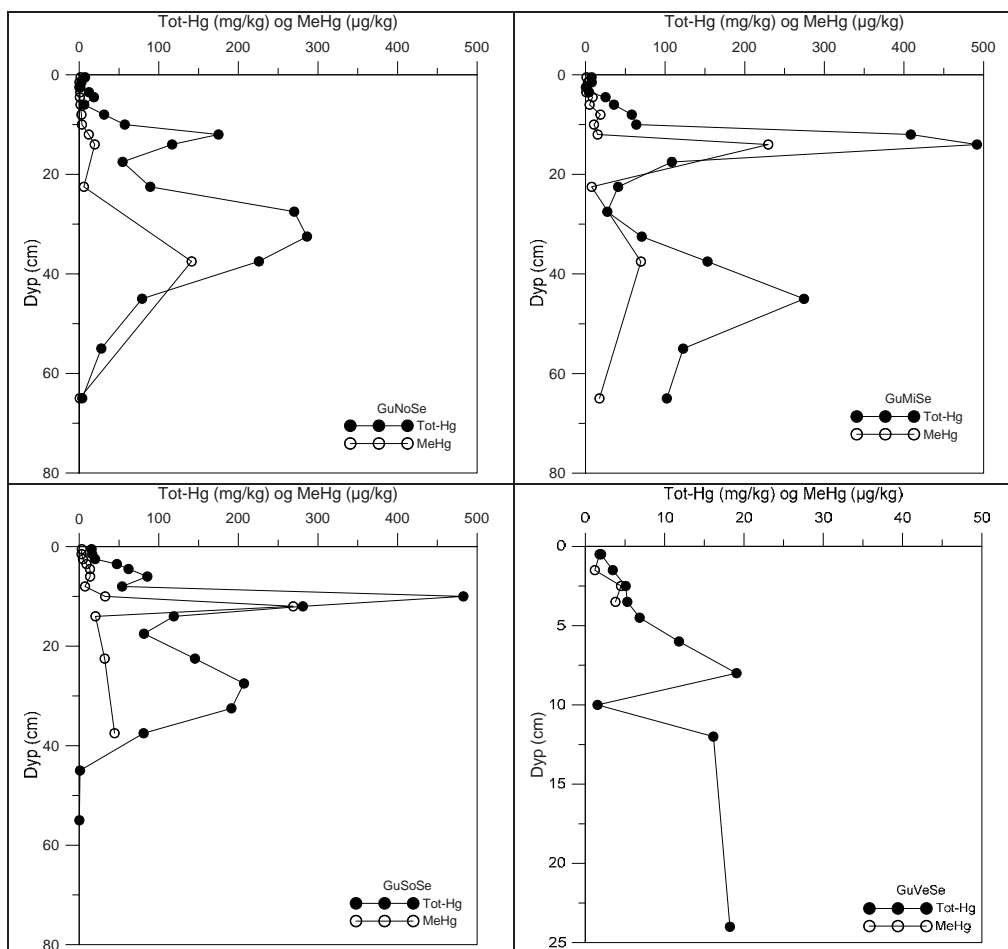 Tot-Hg (mg/kg) og MeHg (µg/kg)
0 100 200 300 400 500
0
20
40
60
80
Dyp (cm)
GuNoSe
Tot-Hg
MeHg
Tot-Hg (mg/kg) og MeHg (µg/kg)
0 100 200 300 400 500
0
20
40
60
80
Dyp (cm)
GuMiSe
Tot-Hg
MeHg
Tot-Hg (mg/kg) og MeHg (µg/kg)
0 100 200 300 400 500
0
20
40
60
80
Dyp (cm)
GuSoSe
Tot-Hg
MeHg
Tot-Hg (mg/kg) og MeHg (µg/kg)
0 10 20 30 40 50
0
5
10
15
20
25
Dyp (cm)
GuVeSe
Tot-Hg
MeHg